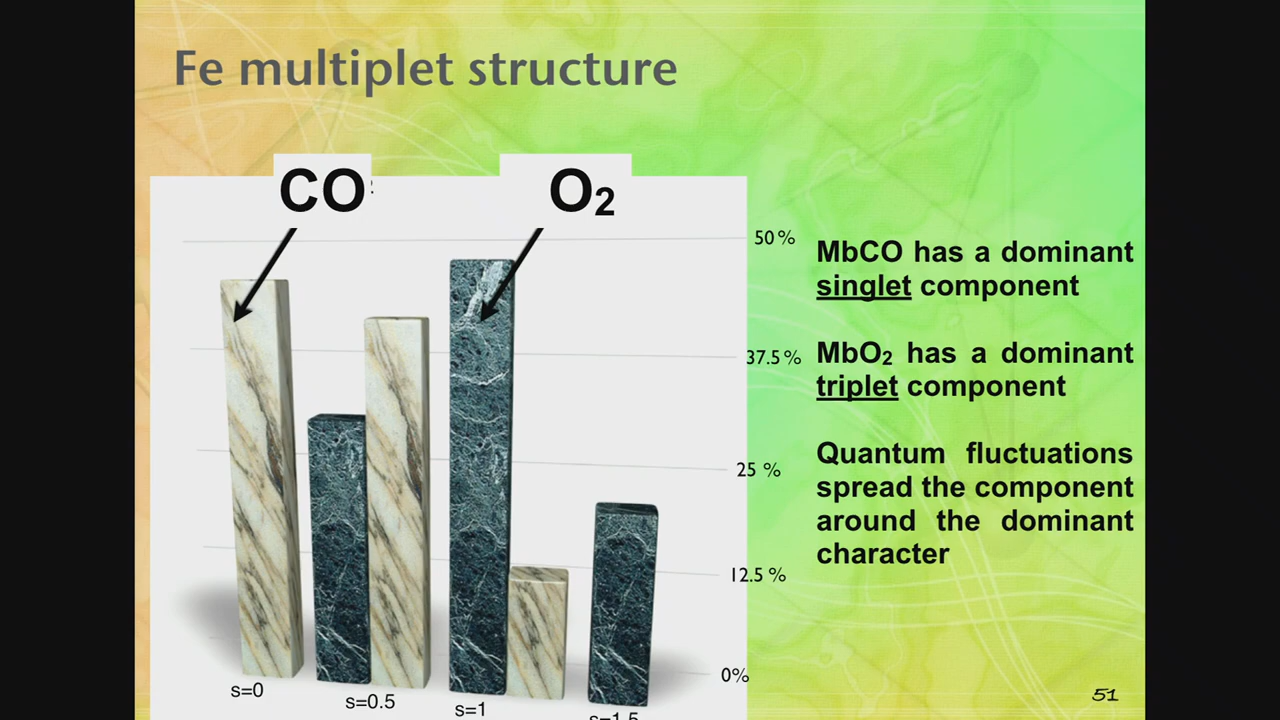 Fe multiplet structure
CO
O2
50 %
37.5 %
25 %
12.5 %
0%
s=0
s=0.5
s=1
s=1.5
MbCO has a dominant
singlet component
MbO2 has a dominant
triplet component
Quantum fluctuations
spread the component
around the dominant
character
51